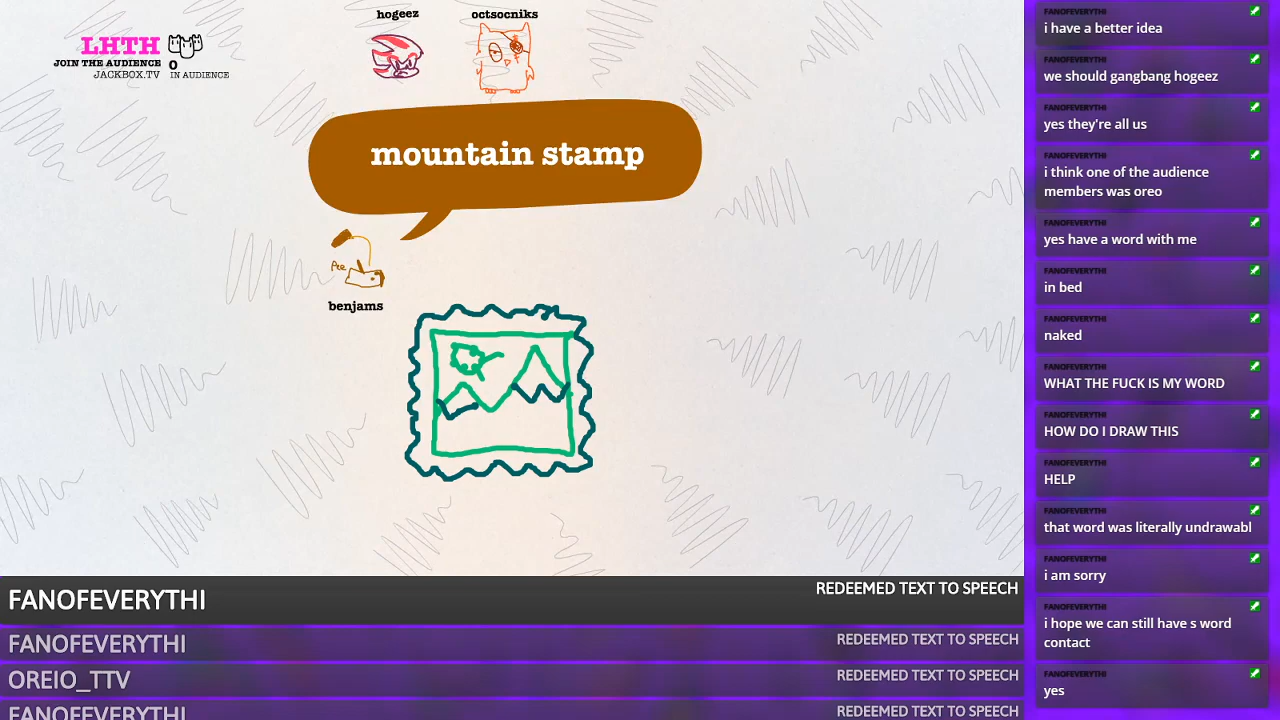 hogeez
octsocniks
LHTH
JOIN THE AUDIENCE
JACKBOX.TV
0
IN AUDIENCE
mountain stamp
benjams
FANOFEVERYTHI
REDEEMED TEXT TO SPEECH
FANOFEVERYTHI
REDEEMED TEXT TO SPEECH
OREIO_TTV
REDEEMED TEXT TO SPEECH
FANOFEVERYTHI
REDEEMED TEXT TO SPEECH
FANOFEVERYTHI
i have a better idea
FANOFEVERYTHI
we should gangbang hogeez
FANOFEVERYTHI
yes they're all us
FANOFEVERYTHI
i think one of the audience
members was oreo
FANOFEVERYTHI
yes have a word with me
FANOFEVERYTHI
in bed
FANOFEVERYTHI
naked
FANOFEVERYTHI
WHAT THE FUCK IS MY WORD
FANOFEVERYTHI
HOW DO I DRAW THIS
FANOFEVERYTHI
HELP
FANOFEVERYTHI
that word was literally undrawabl
FANOFEVERYTHI
i am sorry
FANOFEVERYTHI
i hope we can still have s word
contact
FANOFEVERYTHI
yes